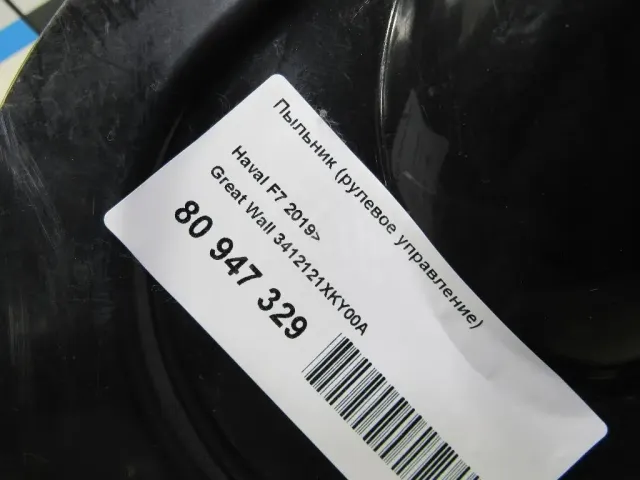 Пыльник (рулевое управление)
Haval F7 2019>
Great Wall 3412121XKY00A
80 947 329